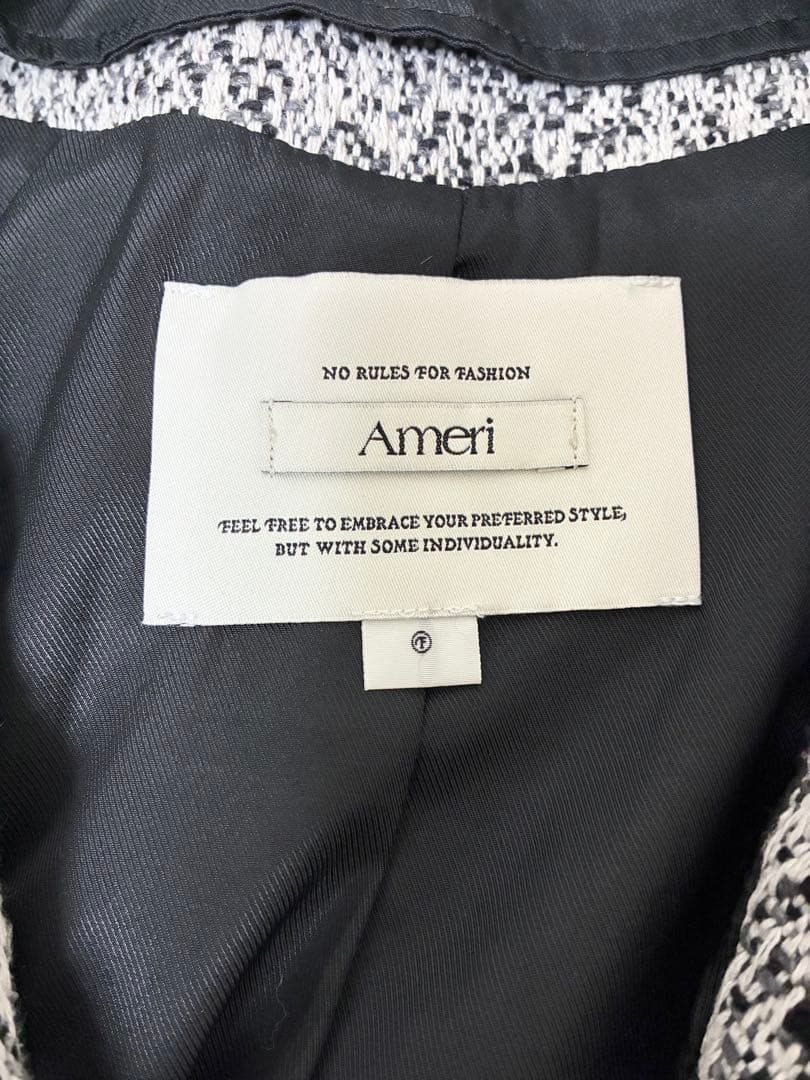 NO RULES FOR FASHION
Ameri
FEEL FREE TO EMBRACE YOUR PREFERRED STYLE,
BUT WITH SOME INDIVIDUALITY.
F